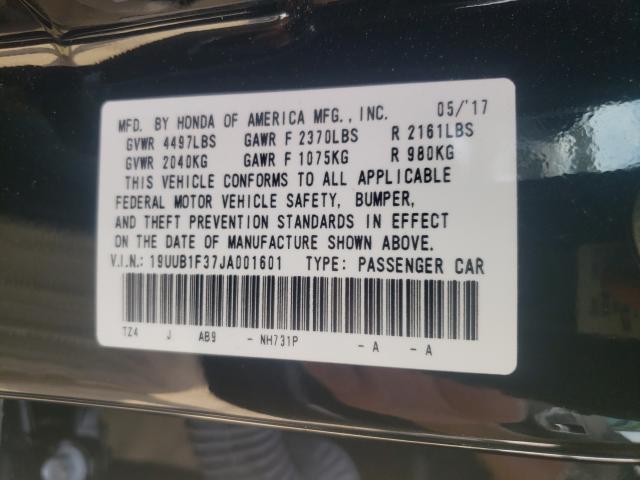 MFD. BY HONDA OF AMERICA MFG., INC. 05/'17
GVWR 4497LBS GAWR F 2370LBS R 2161LBS
GVWR 2040KG GAWR F 1075KG R 980KG
THIS VEHICLE CONFORMS TO ALL APPLICABLE
FEDERAL MOTOR VEHICLE SAFETY, BUMPER,
AND THEFT PREVENTION STANDARDS IN EFFECT
ON THE DATE OF MANUFACTURE SHOWN ABOVE.
V.I.N.: 19UUB1F37JA001601 TYPE: PASSENGER CAR
TZ4 J AB9 - NH731P - A - A